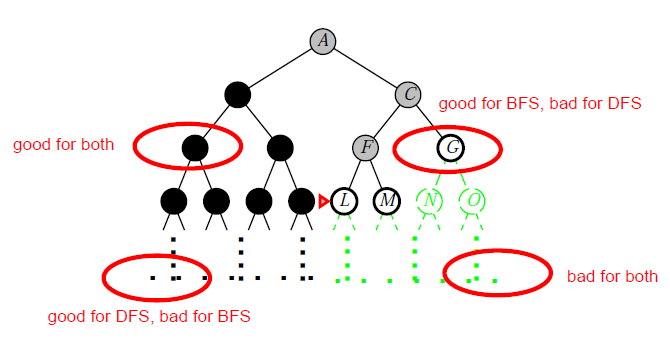 A
C
good for BFS, bad for DFS
good for both
F
G
L
M
N
O
bad for both
good for DFS, bad for BFS